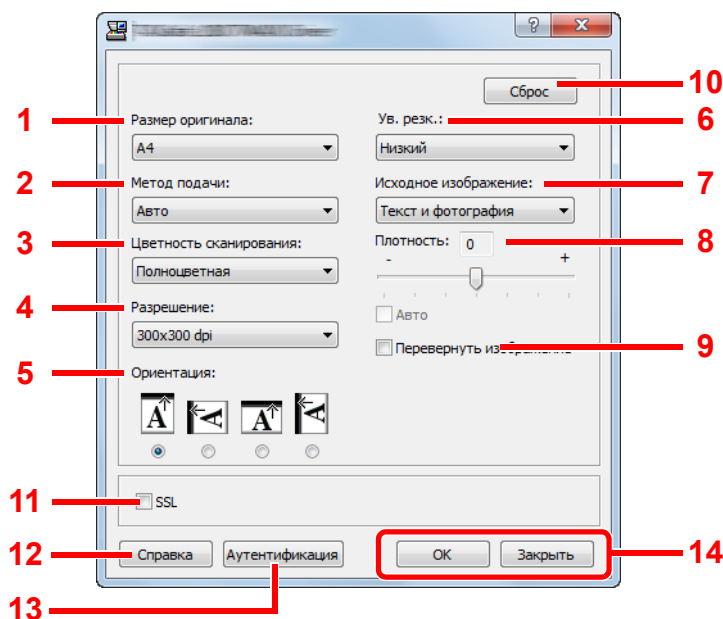 ?
x
Сброс
10
1
Размер оригинала:
Ув. резк.:
6
A4
Низкий
2
Метод подачи:
Исходное изображение:
7
Авто
Текст и фотография
3
Цветность сканирования:
Плотность:
0
8
-
+
Полноцветная
4
Разрешение:
Авто
300x300 dpi
Перевернуть изображение
9
5
Ориентация:
A A A A
11
SSL
12
Справка
Аутентификация
OK
Закрыть
14
13